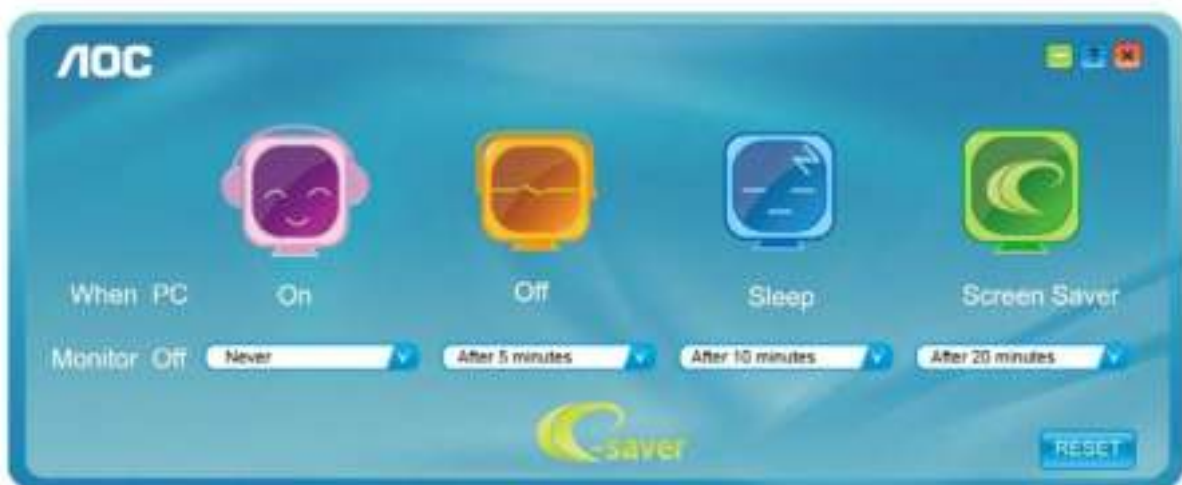 AOC
?
When PC On Off Sleep Screen Saver
Monitor Off Never After 5 minutes After 10 minutes After 20 minutes
e-saver
RESET